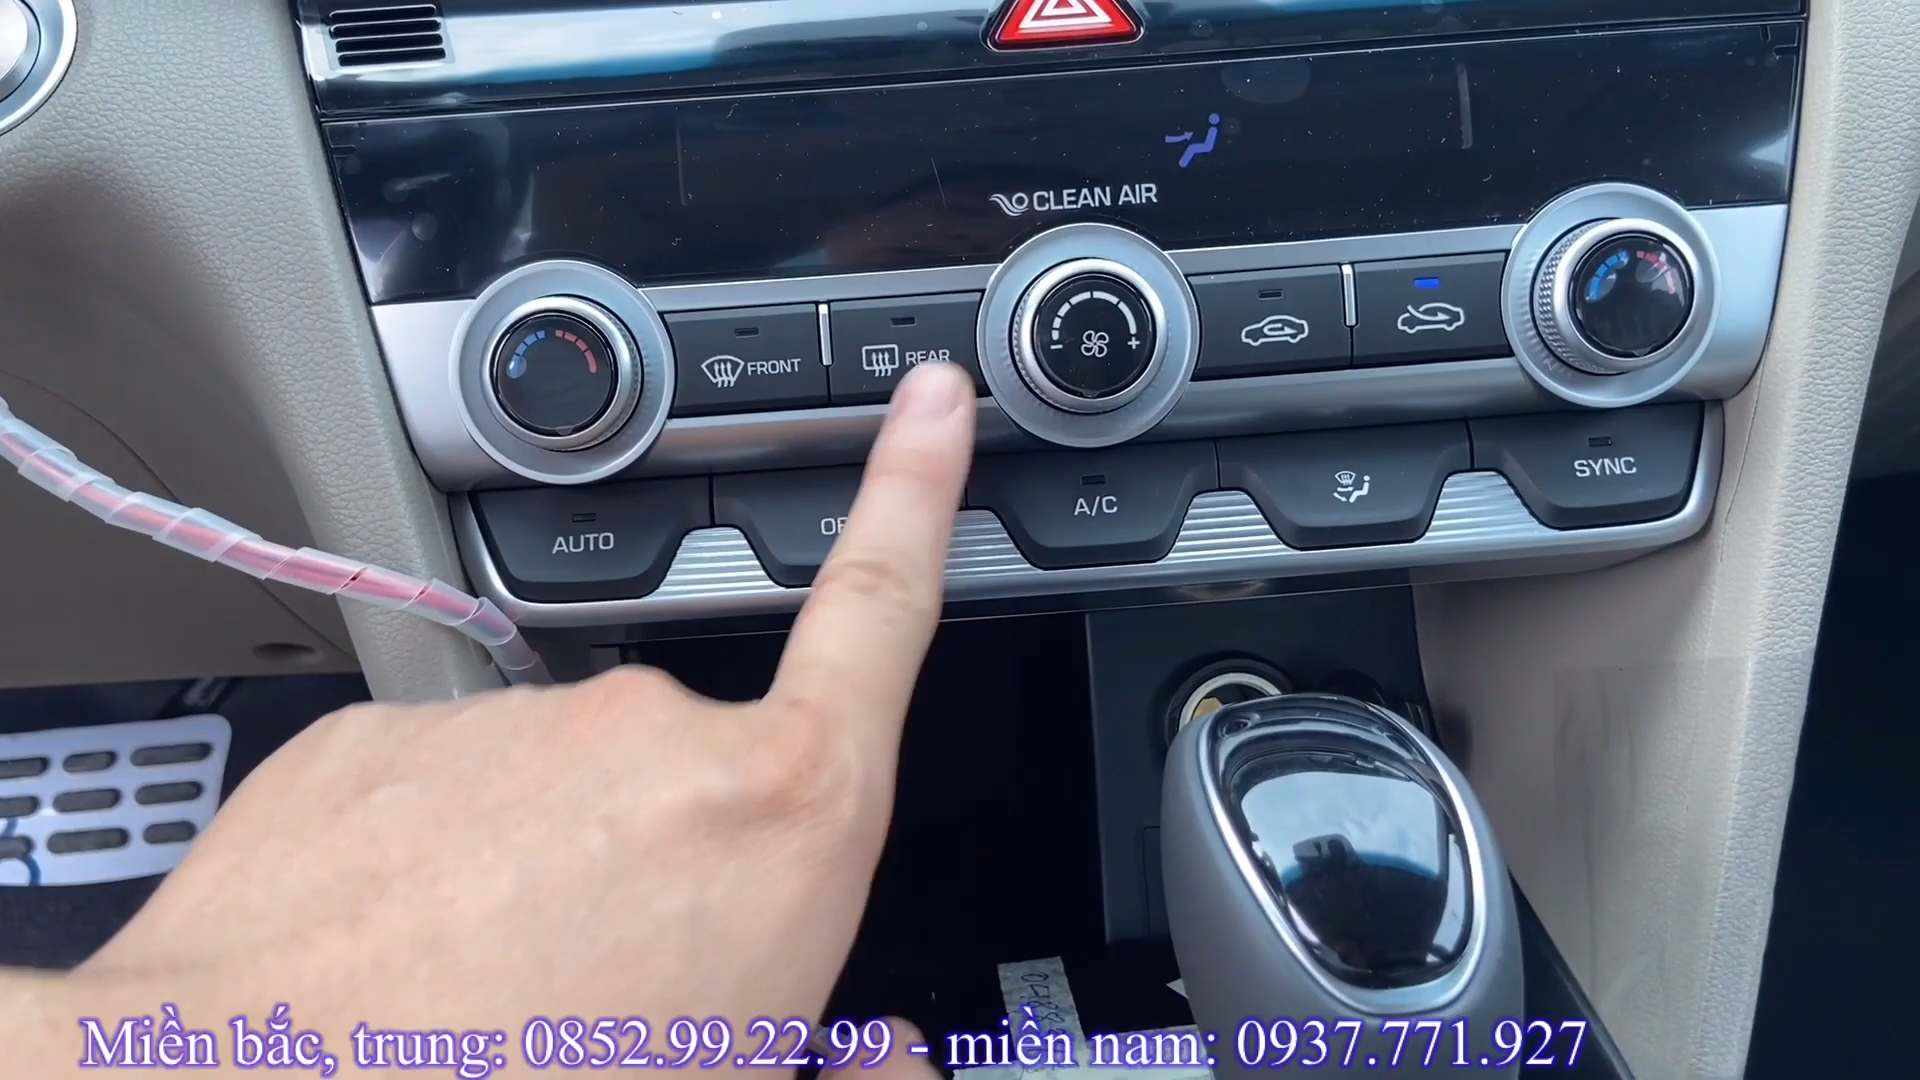 CLEAN AIR
FRONT
REAR
- +
AUTO
A/C
SYNC
Miền bắc, trung: 0852.99.22.99 - miền nam: 0937.771.927